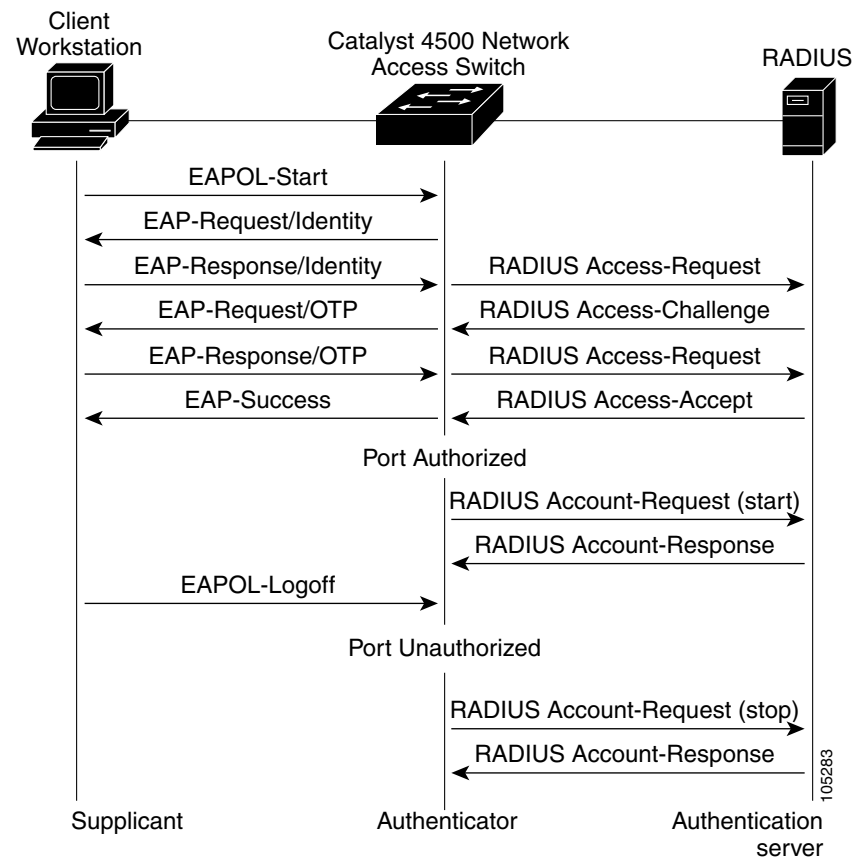 Client
Workstation
Catalyst 4500 Network
Access Switch
RADIUS
EAPOL-Start
EAP-Request/Identity
EAP-Response/Identity
RADIUS Access-Request
EAP-Request/OTP
RADIUS Access-Challenge
EAP-Response/OTP
RADIUS Access-Request
EAP-Success
RADIUS Access-Accept
Port Authorized
RADIUS Account-Request (start)
RADIUS Account-Response
EAPOL-Logoff
Port Unauthorized
RADIUS Account-Request (stop)
RADIUS Account-Response
105283
Supplicant
Authenticator
Authentication
server